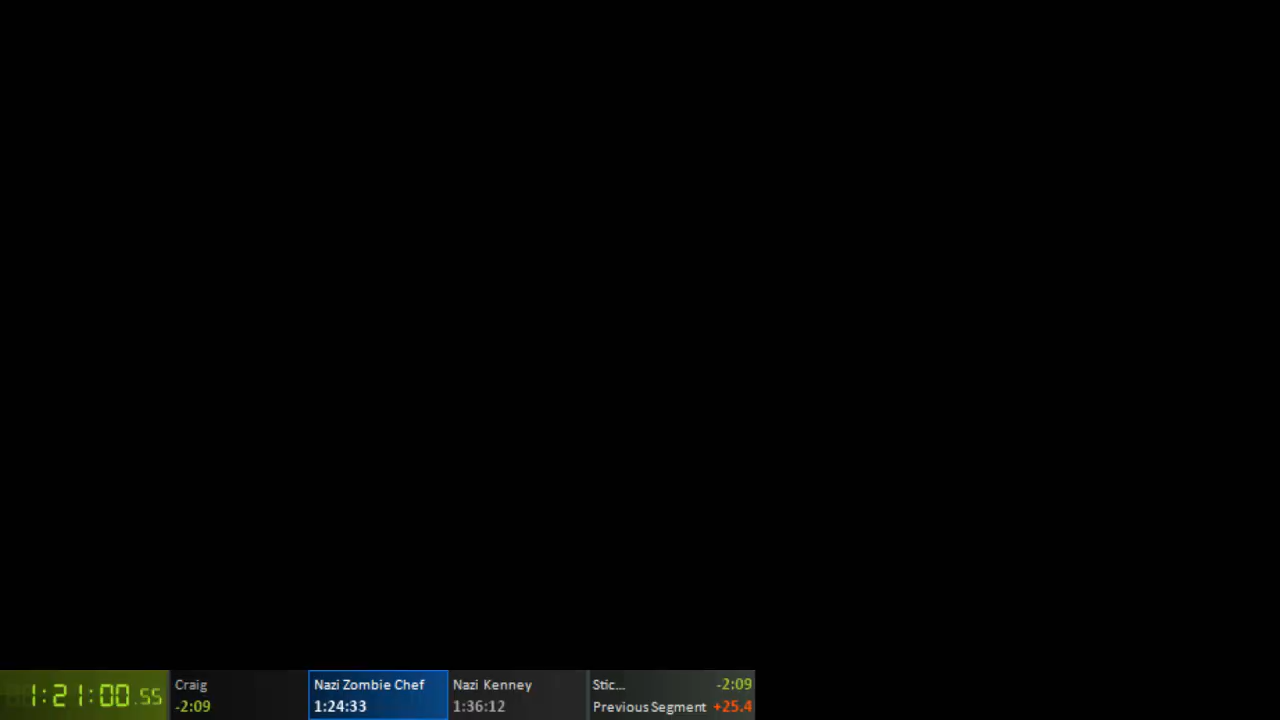 1:21:00.55
Craig
-2:09
Nazi Zombie Chef
1:24:33
Nazi Kenney
1:36:12
Stic... -2:09
Previous Segment +25.4